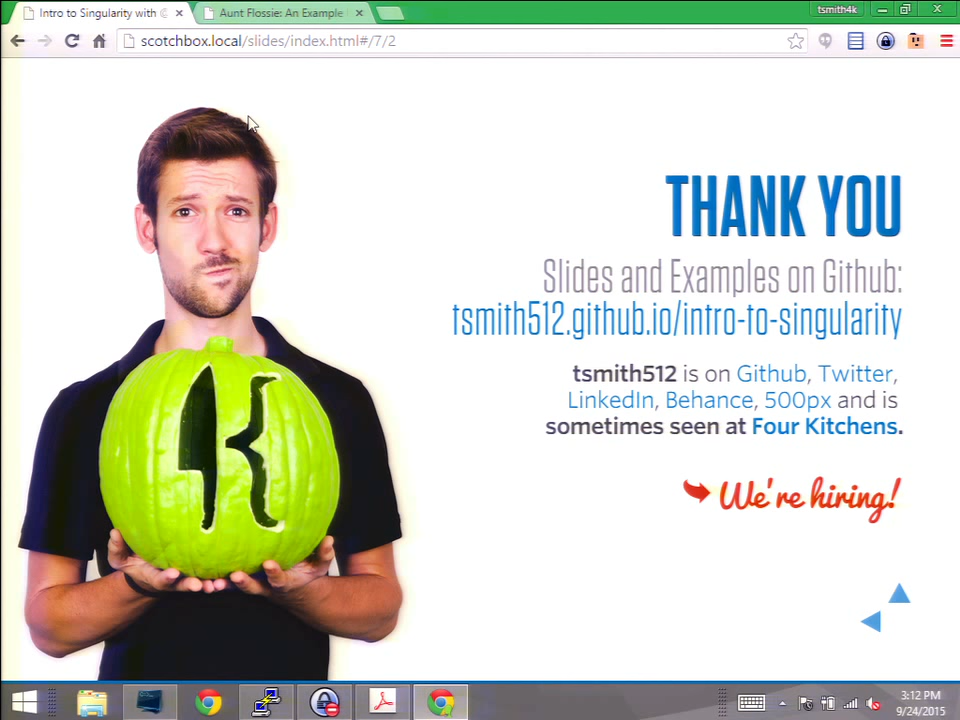 Intro to Singularity with @
Aunt Flossie: An Example
tsmith4k
scotchbox.local/slides/index.html#/7/2
THANK YOU
Slides and Examples on Github:
tsmith512.github.io/intro-to-singularity
tsmith512 is on Github, Twitter,
LinkedIn, Behance, 500px and is
sometimes seen at Four Kitchens.
We're hiring!
3:12 PM
9/24/2015